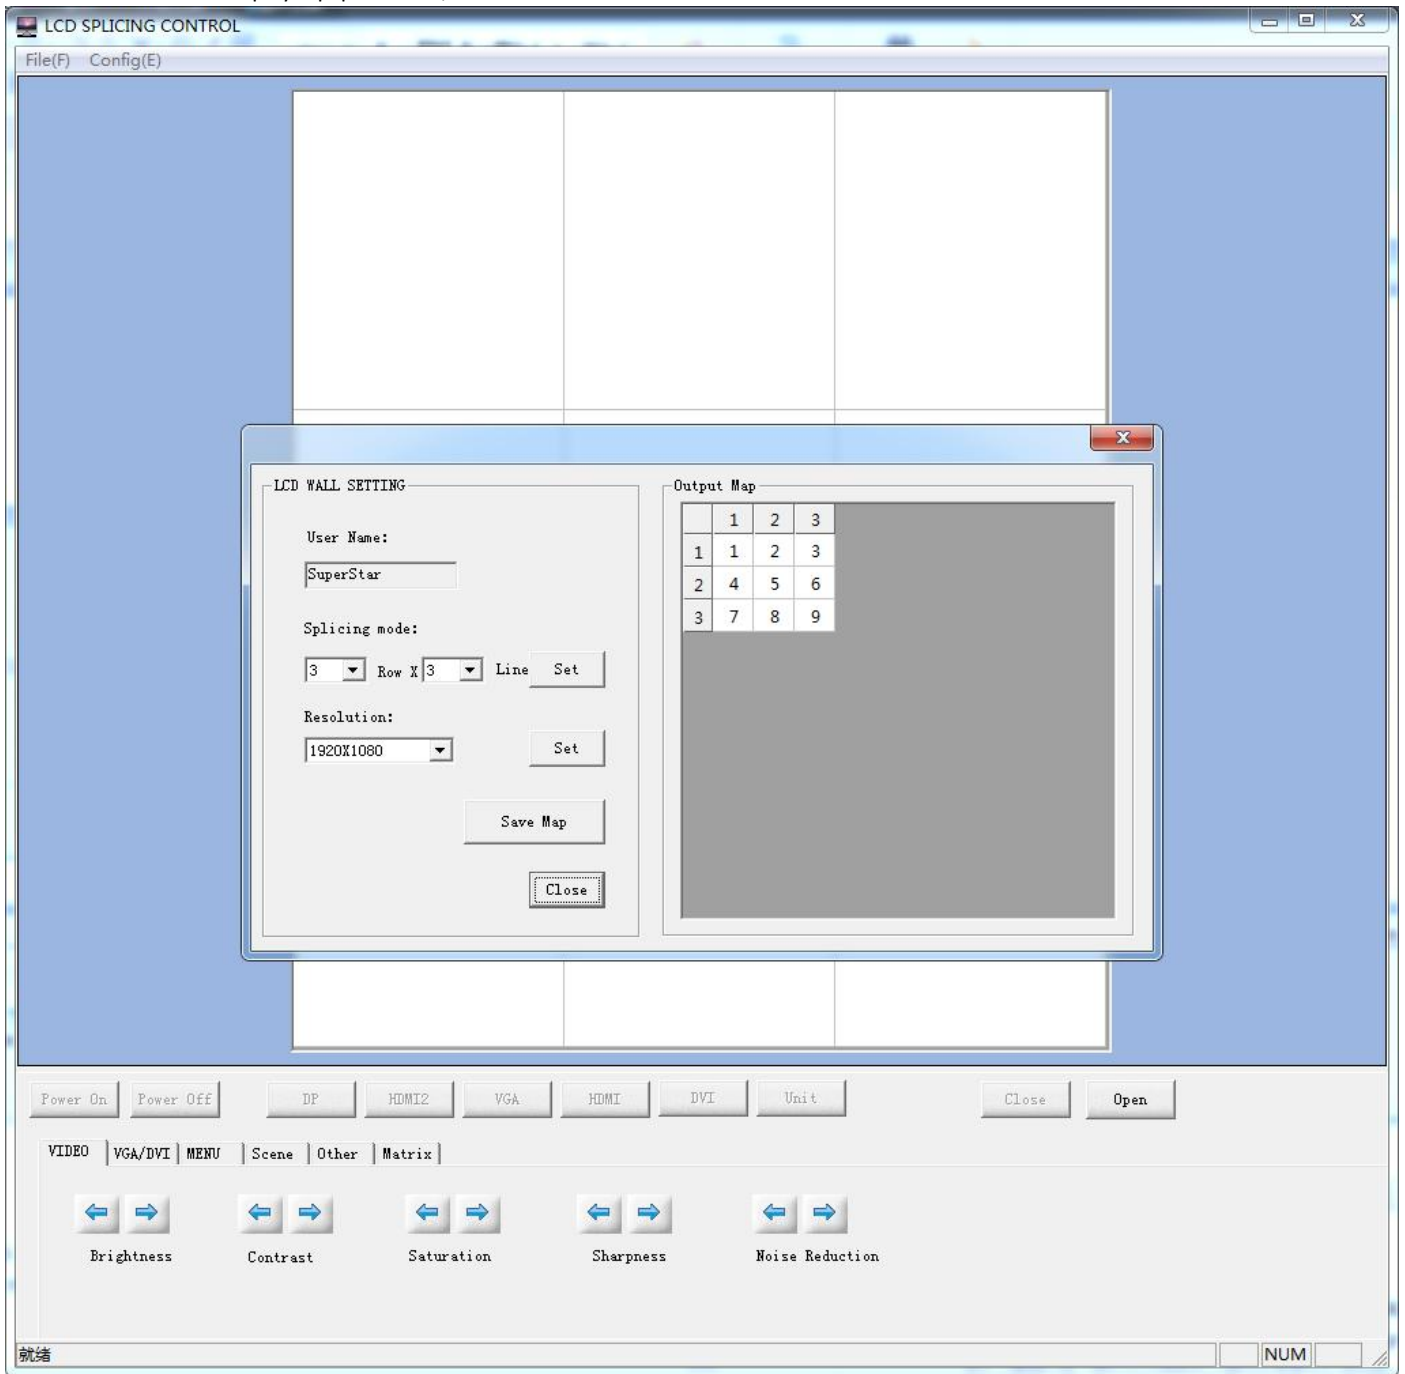 LCD SPLICING CONTROL
File(F) Config(E)
LCD WALL SETTING
User Name:
SuperStar
Splicing mode:
3 Row X 3 Line Set
Resolution:
1920X1080 Set
Save Map
Close
Output Map
1 2 3
1 1 2 3
2 4 5 6
3 7 8 9
Power On Power Off DP HDMI2 VGA HDMI DVI Unit Close Open
VIDEO VGA/DVI MENU Scene Other Matrix
Brightness Contrast Saturation Sharpness Noise Reduction
就绪 NUM